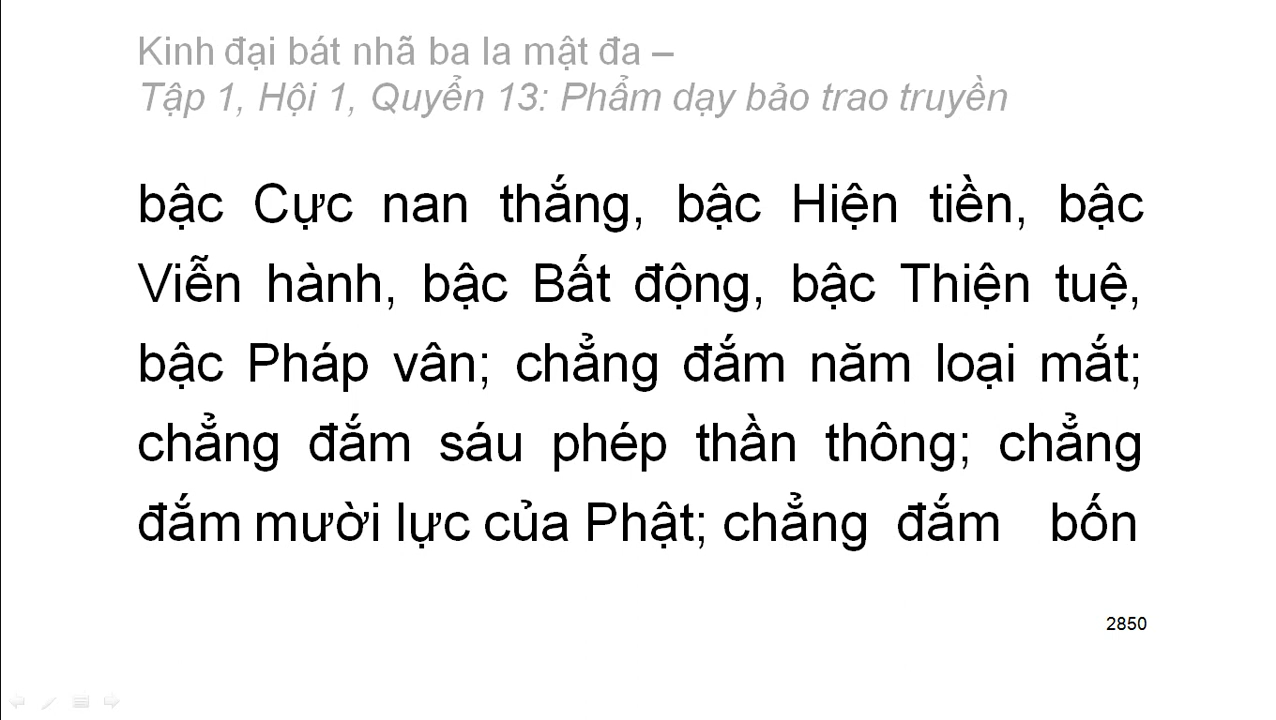 Kinh đại bát nhã ba la mật đa –
Tập 1, Hội 1, Quyển 13: Phẩm dạy bảo trao truyền
bậc Cực nan thắng, bậc Hiện tiền, bậc
Viễn hành, bậc Bất động, bậc Thiện tuệ,
bậc Pháp vân; chẳng đắm năm loại mắt;
chẳng đắm sáu phép thần thông; chẳng
đắm mười lực của Phật; chẳng đắm bốn
2850